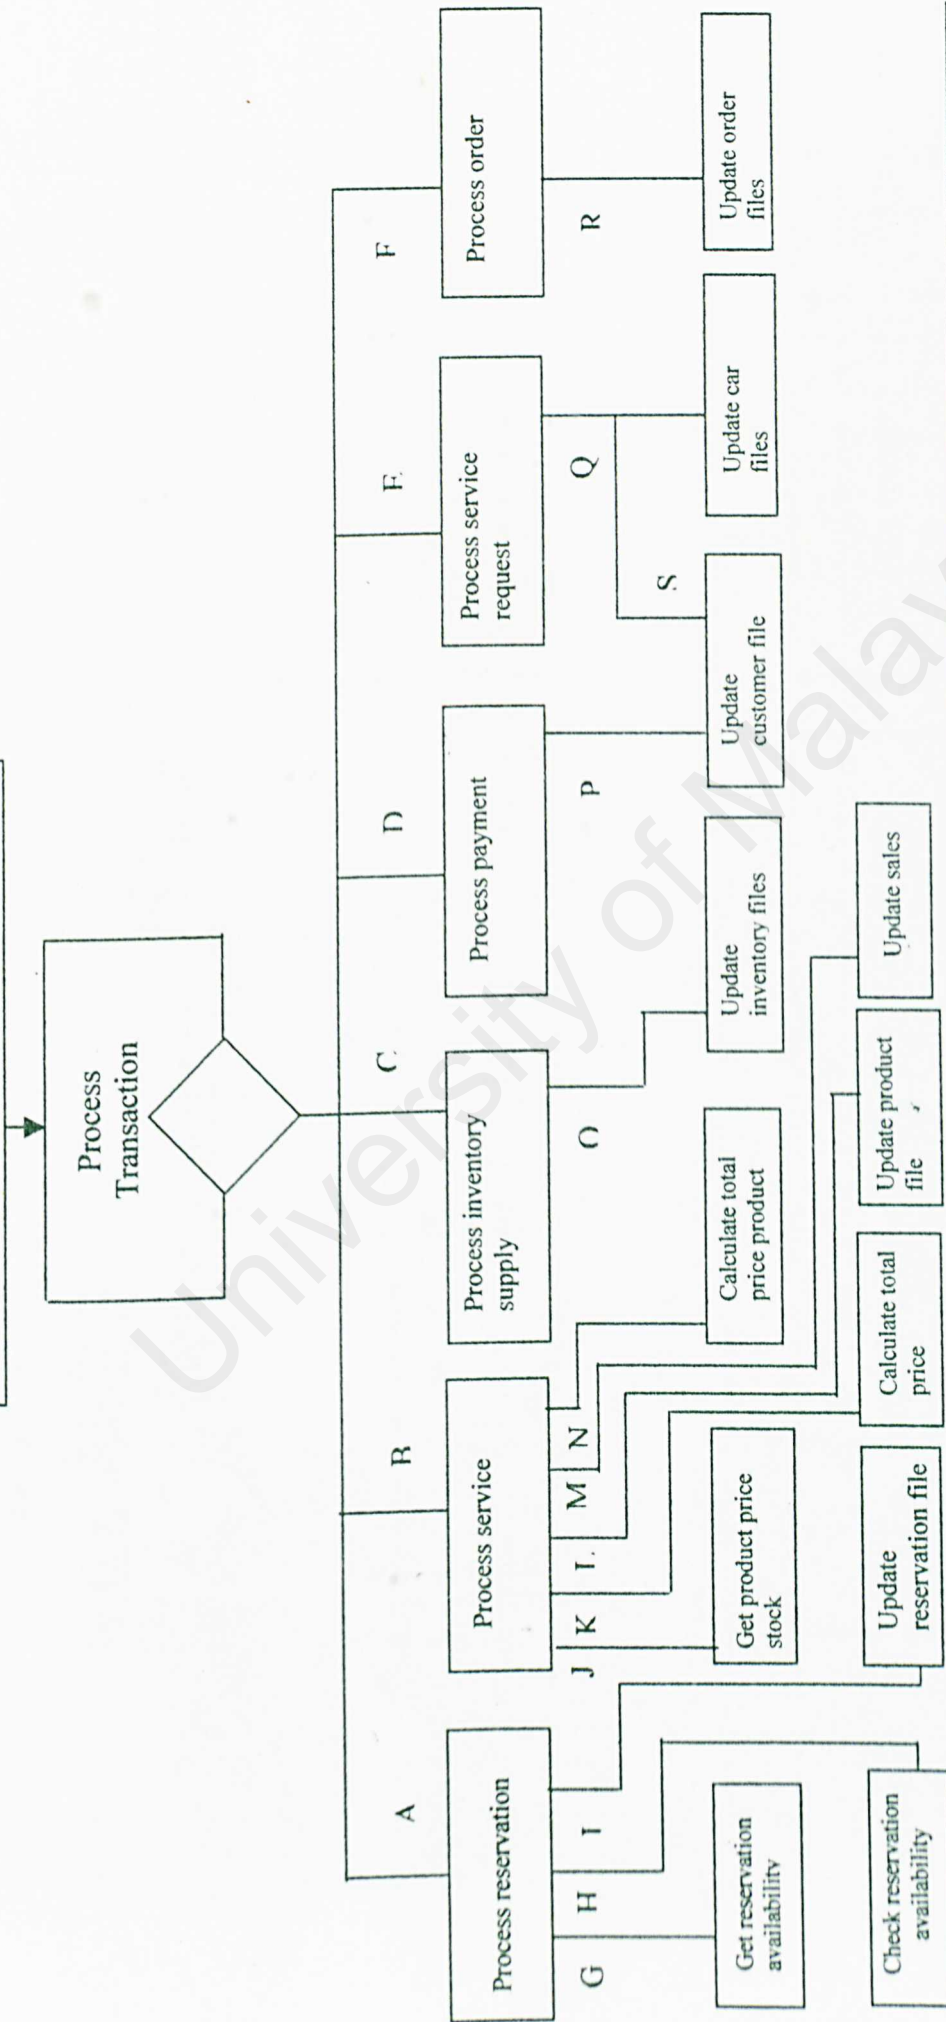 Process
Transaction
A
B
C
D
E
F
Process reservation
Process service
Process inventory
supply
Process payment
Process service
request
Process order
G
H
I
J
K
L
M
N
O
P
Q
R
S
Get reservation
availability
Get product price
stock
Calculate total
price product
Update
inventory files
Update
customer file
Update car
files
Update order
files
Check reservation
availability
Update
reservation file
Calculate total
price
Update product
file
Update sales
University of Malay